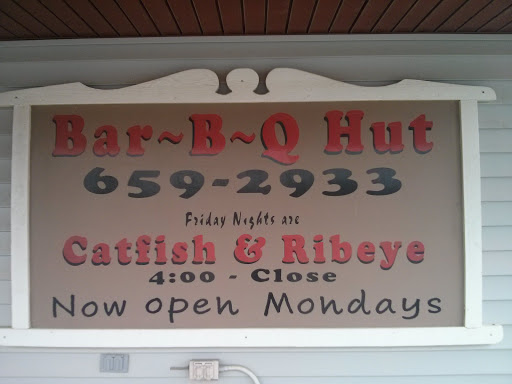 Bar~B~Q Hut
659-2933
Friday Nights are
Catfish & Ribeye
4:00 - Close
Now open Mondays